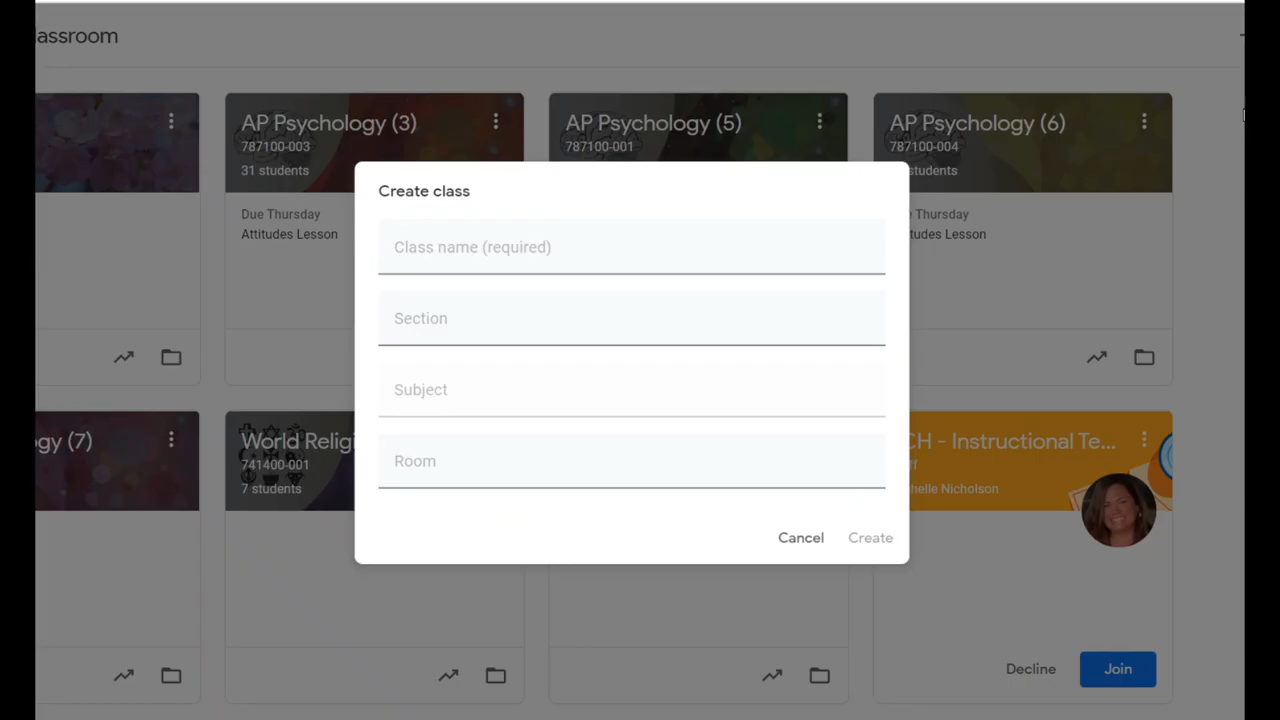 assroom
AP Psychology (3)
787100-003
31 students
Due Thursday
Attitudes Lesson
AP Psychology (5)
787100-001
AP Psychology (6)
787100-004
students
Thursday
tudes Lesson
Create class
Class name (required)
Section
Subject
Room
Cancel
Create
gy (7)
World Relig
741400-001
7 students
CH - Instructional Te...
ff
helle Nicholson
Decline
Join